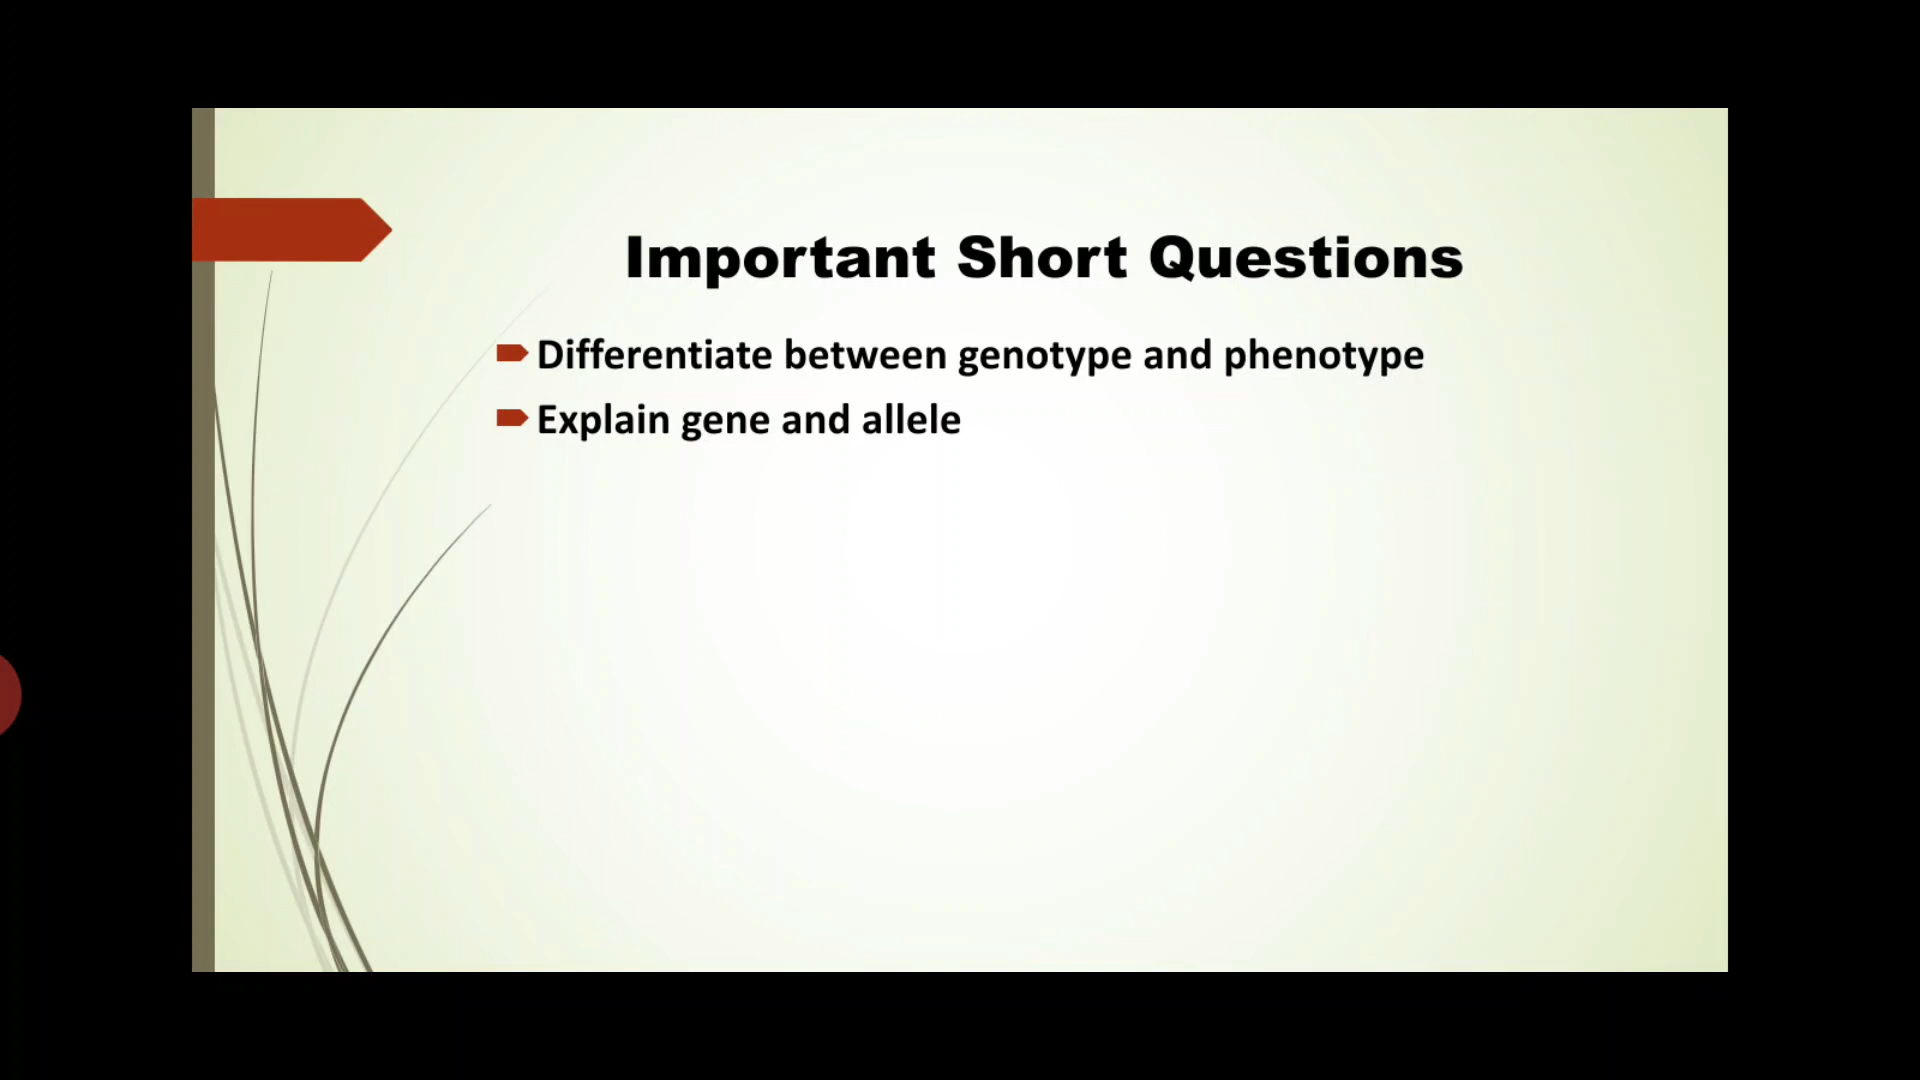 Important Short Questions
Differentiate between genotype and phenotype
Explain gene and allele